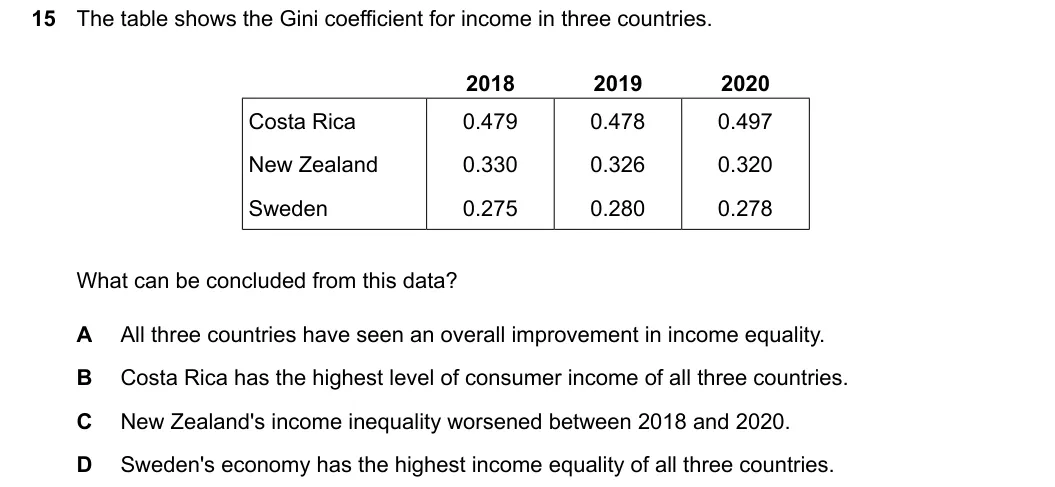 15 The table shows the Gini coefficient for income in three countries.
2018 2019 2020
Costa Rica 0.479 0.478 0.497
New Zealand 0.330 0.326 0.320
Sweden 0.275 0.280 0.278
What can be concluded from this data?
A All three countries have seen an overall improvement in income equality.
B Costa Rica has the highest level of consumer income of all three countries.
C New Zealand's income inequality worsened between 2018 and 2020.
D Sweden's economy has the highest income equality of all three countries.